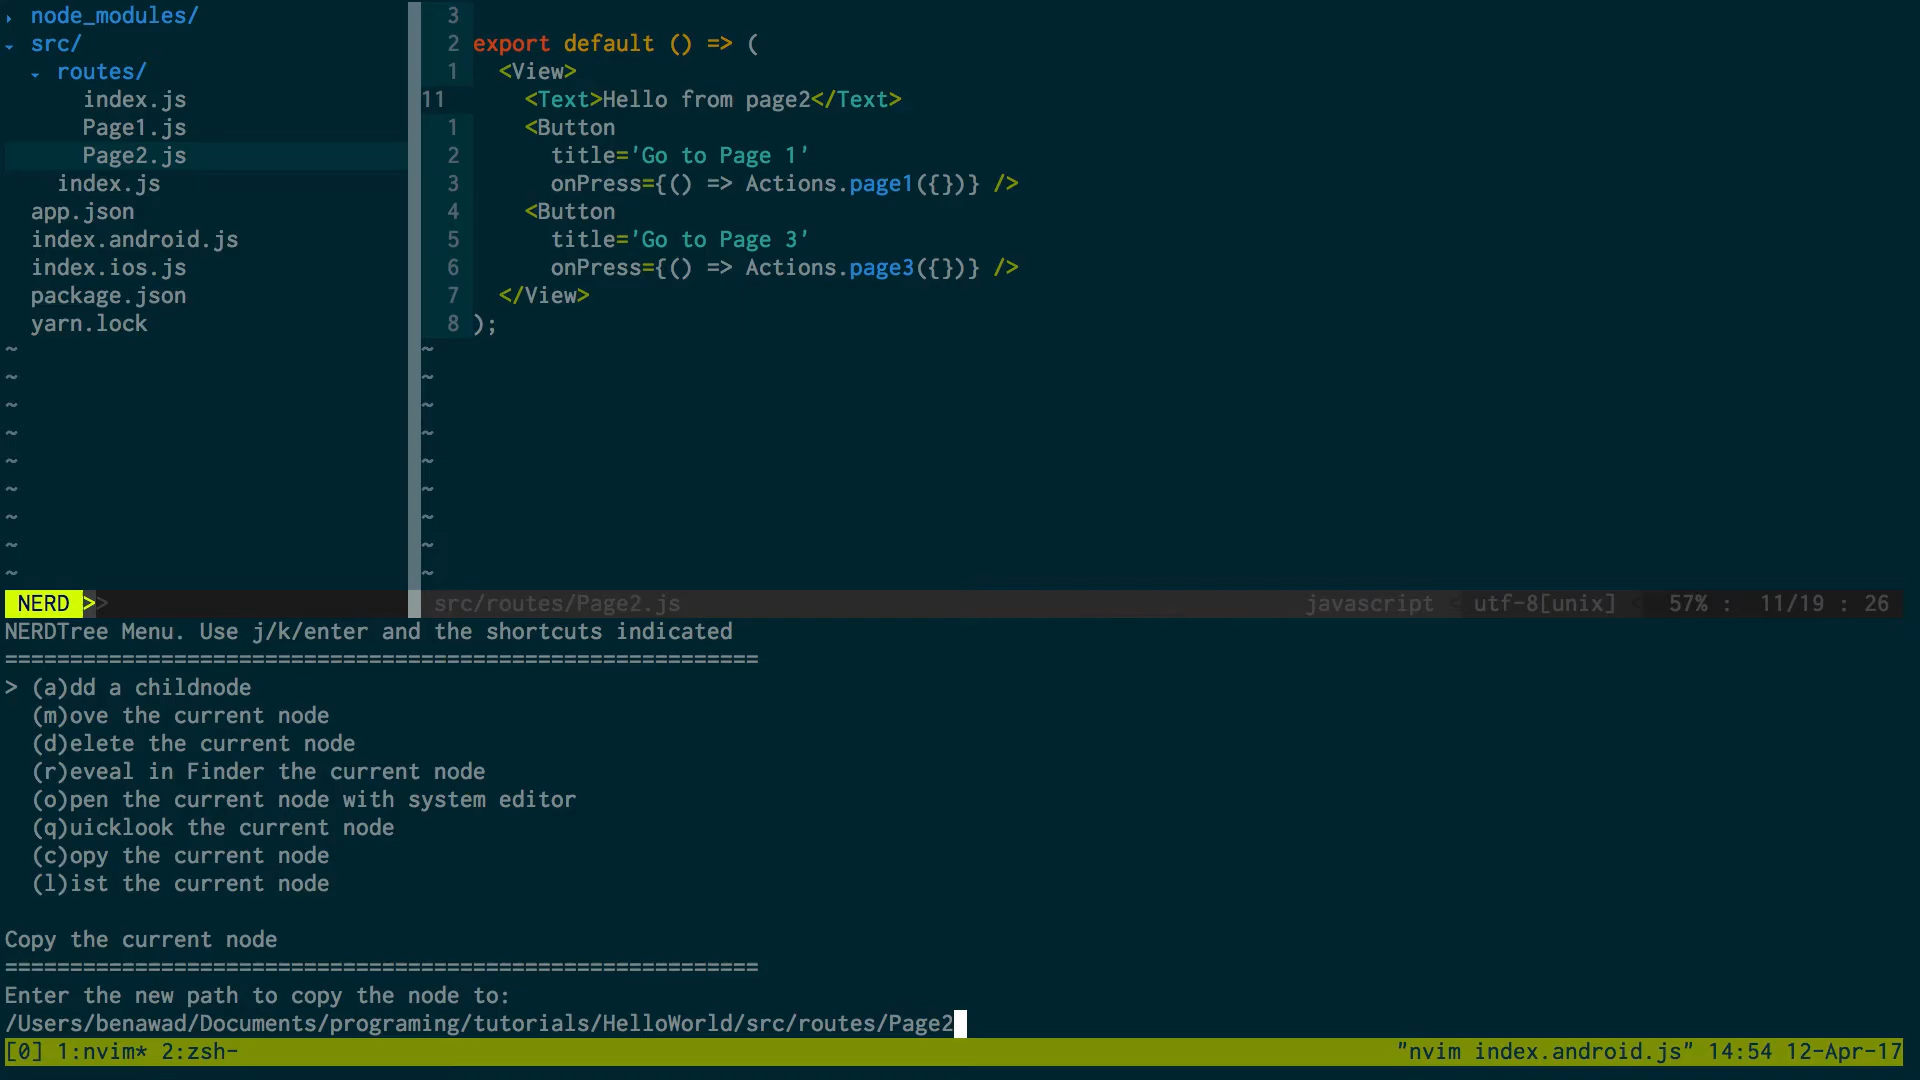 ▸ node_modules/
▾ src/
▾ routes/
index.js
Page1.js
Page2.js
index.js
app.json
index.android.js
index.ios.js
package.json
yarn.lock
~
~
~
~
~
~
~
~
~
3
2 export default () => (
1 <View>
11 <Text>Hello from page2</Text>
1 <Button
2 title='Go to Page 1'
3 onPress={() => Actions.page1({})} />
4 <Button
5 title='Go to Page 3'
6 onPress={() => Actions.page3({})} />
7 </View>
8 );
~
~
~
~
~
~
~
~
~
NERD >>
src/routes/Page2.js javascript < utf-8[unix] < 57% : 11/19 : 26
NERDTree Menu. Use j/k/enter and the shortcuts indicated
==========================================================
> (a)dd a childnode
(m)ove the current node
(d)elete the current node
(r)eveal in Finder the current node
(o)pen the current node with system editor
(q)uicklook the current node
(c)opy the current node
(l)ist the current node
Copy the current node
==========================================================
Enter the new path to copy the node to:
/Users/benawad/Documents/programing/tutorials/HelloWorld/src/routes/Page2
[0] 1:nvim* 2:zsh- "nvim index.android.js" 14:54 12-Apr-17